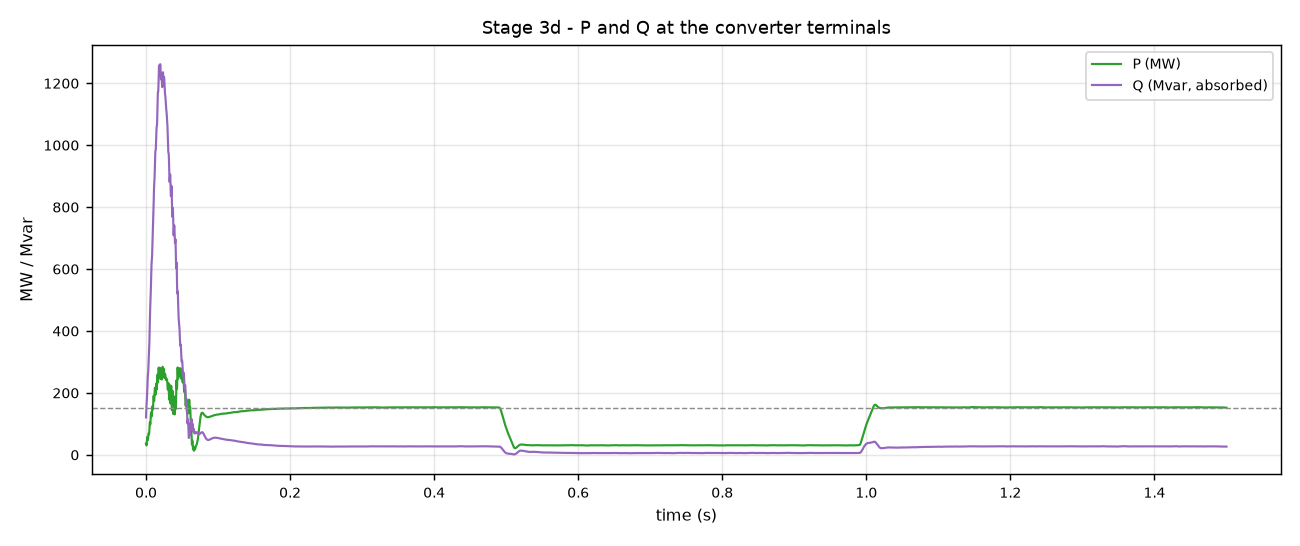 Stage 3d - P and Q at the converter terminals
P (MW)
Q (Mvar, absorbed)
MW / Mvar
1200
1000
800
600
400
200
0
0.0 0.2 0.4 0.6 0.8 1.0 1.2 1.4
time (s)